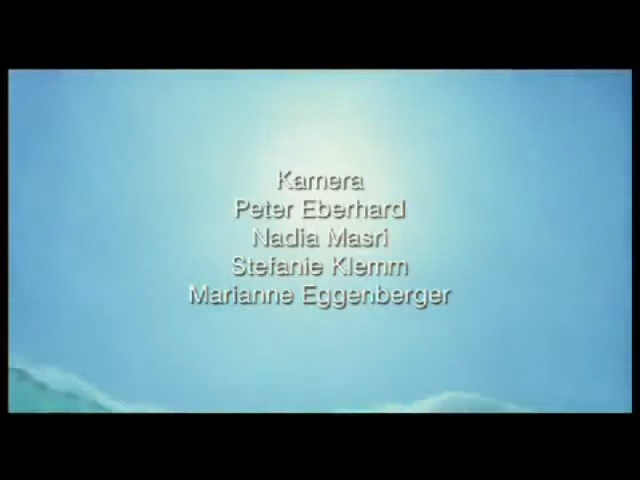 Kamera
Peter Eberhard
Nadia Masri
Stefanie Klemm
Marianne Eggenberger